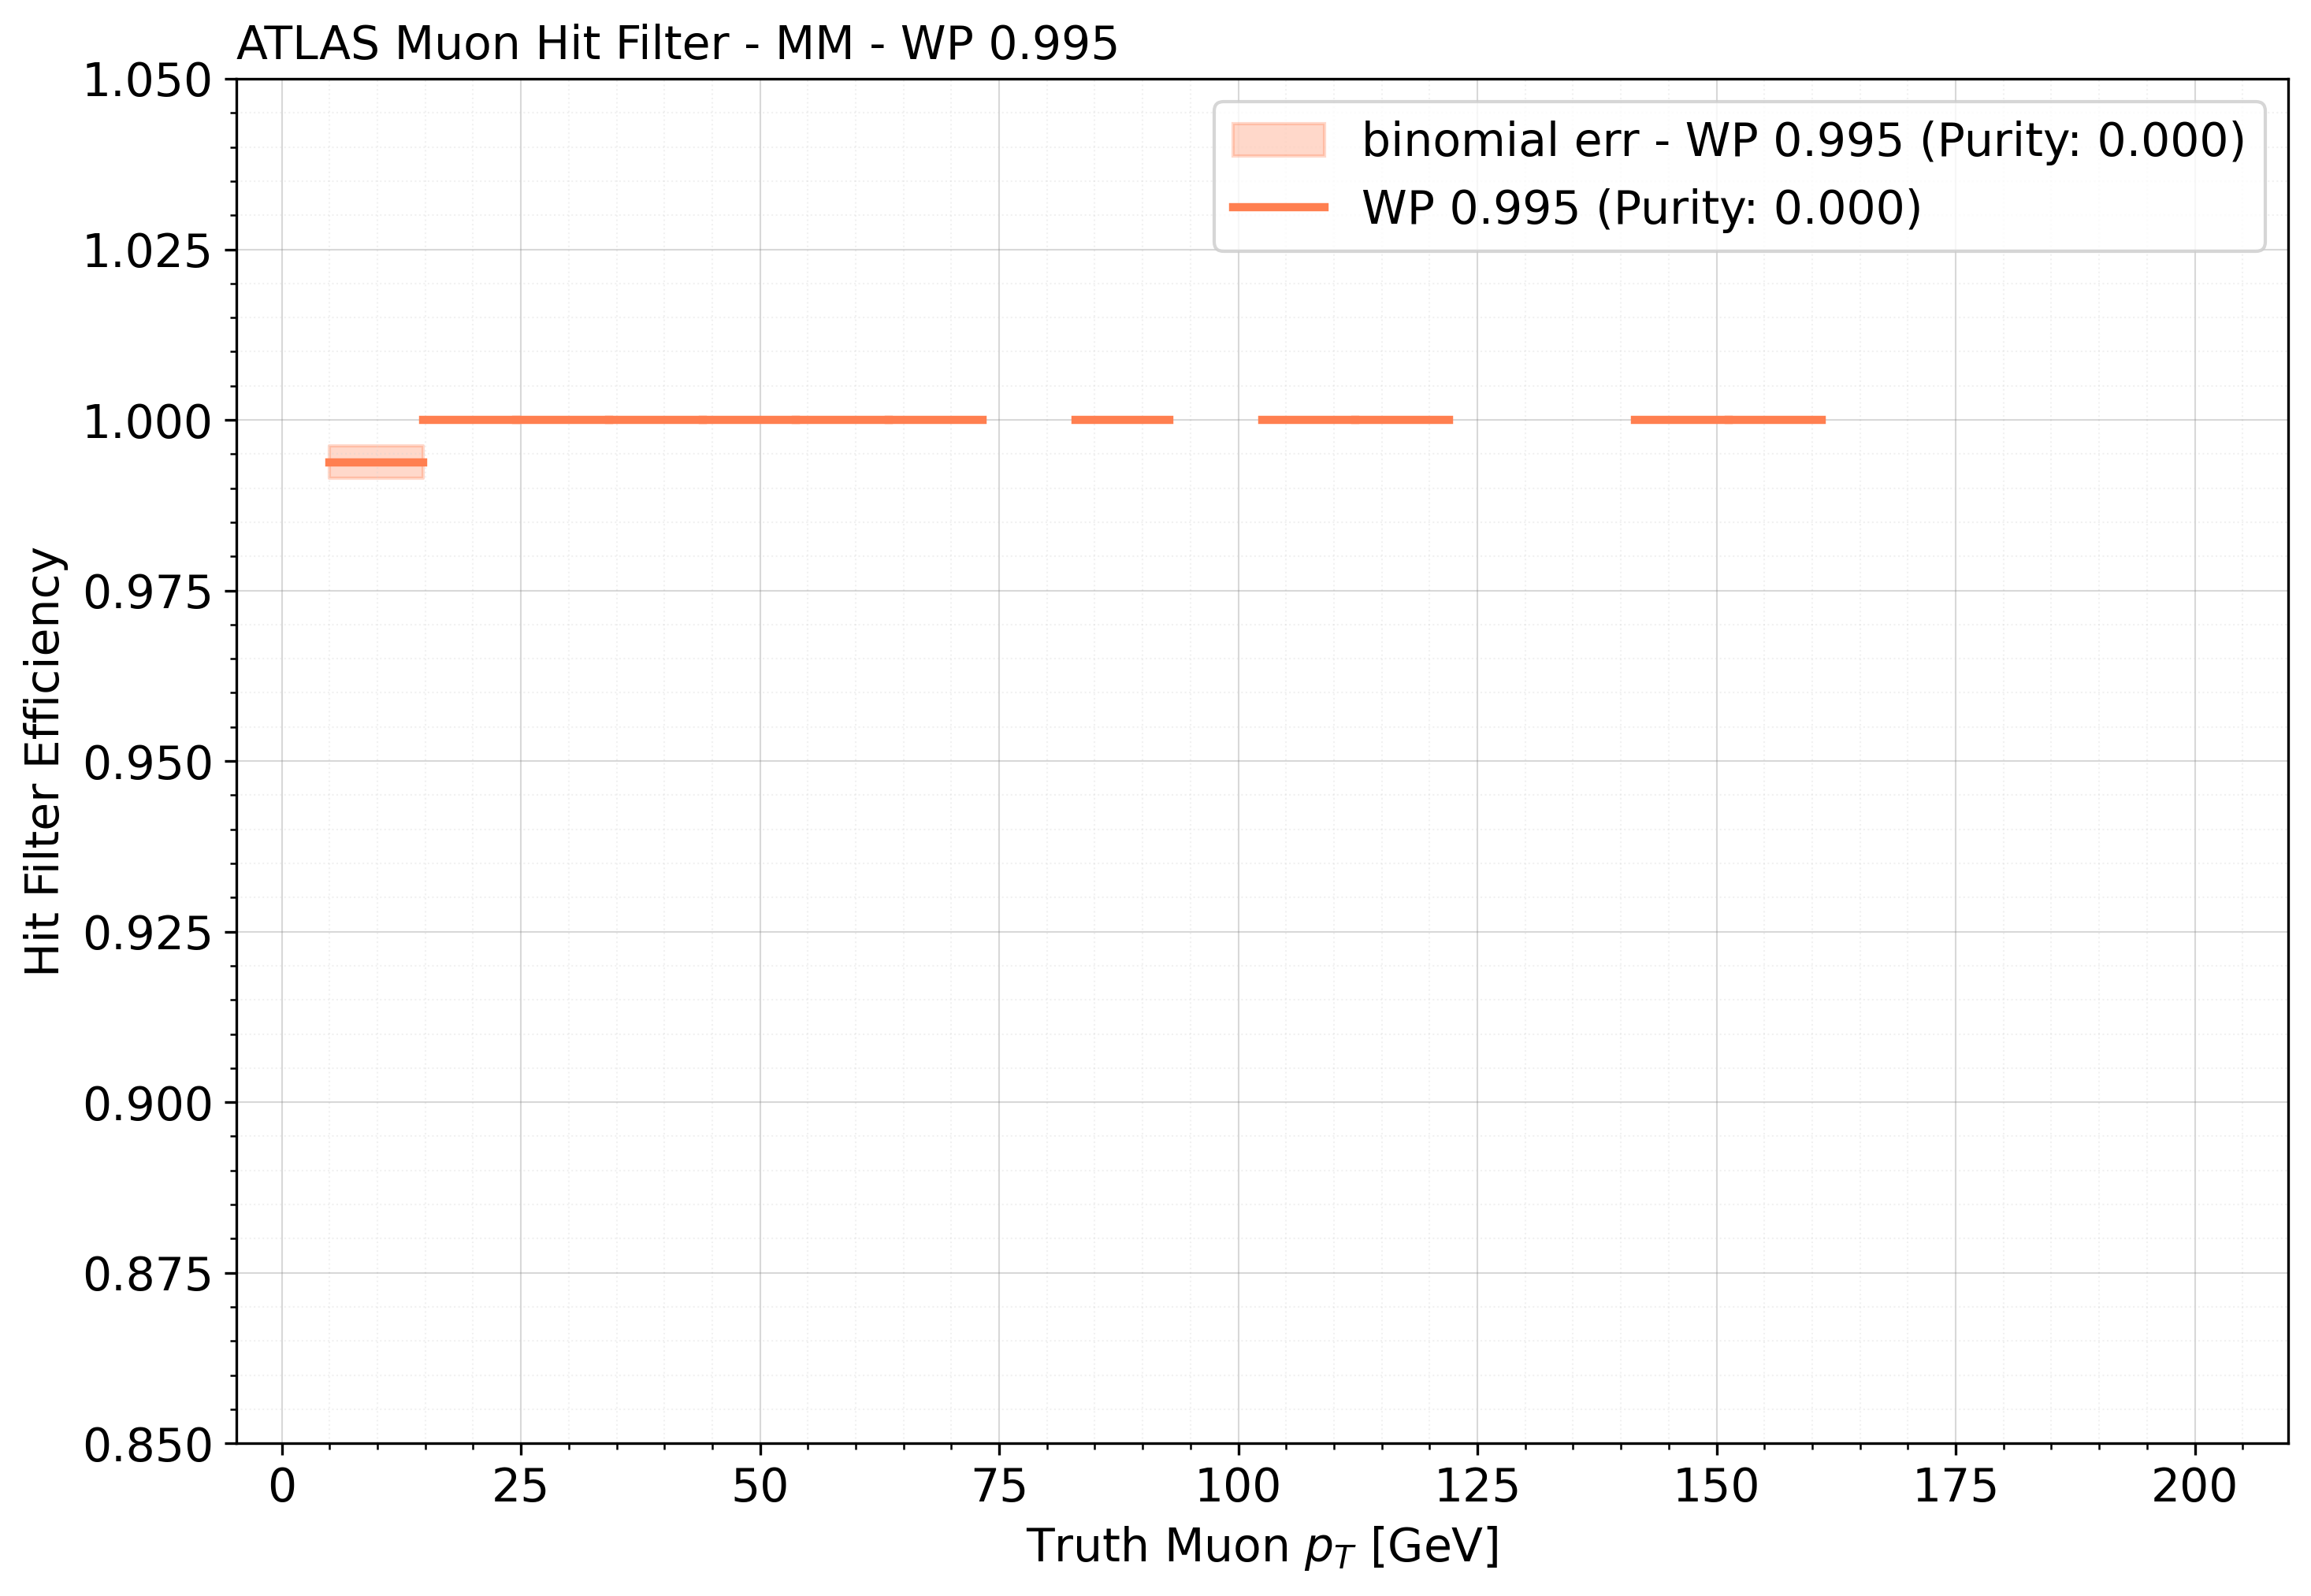 ATLAS Muon Hit Filter - MM - WP 0.995
binomial err - WP 0.995 (Purity: 0.000)
WP 0.995 (Purity: 0.000)
Hit Filter Efficiency
1.050
1.025
1.000
0.975
0.950
0.925
0.900
0.875
0.850
0 25 50 75 100 125 150 175 200
Truth Muon p_T [GeV]